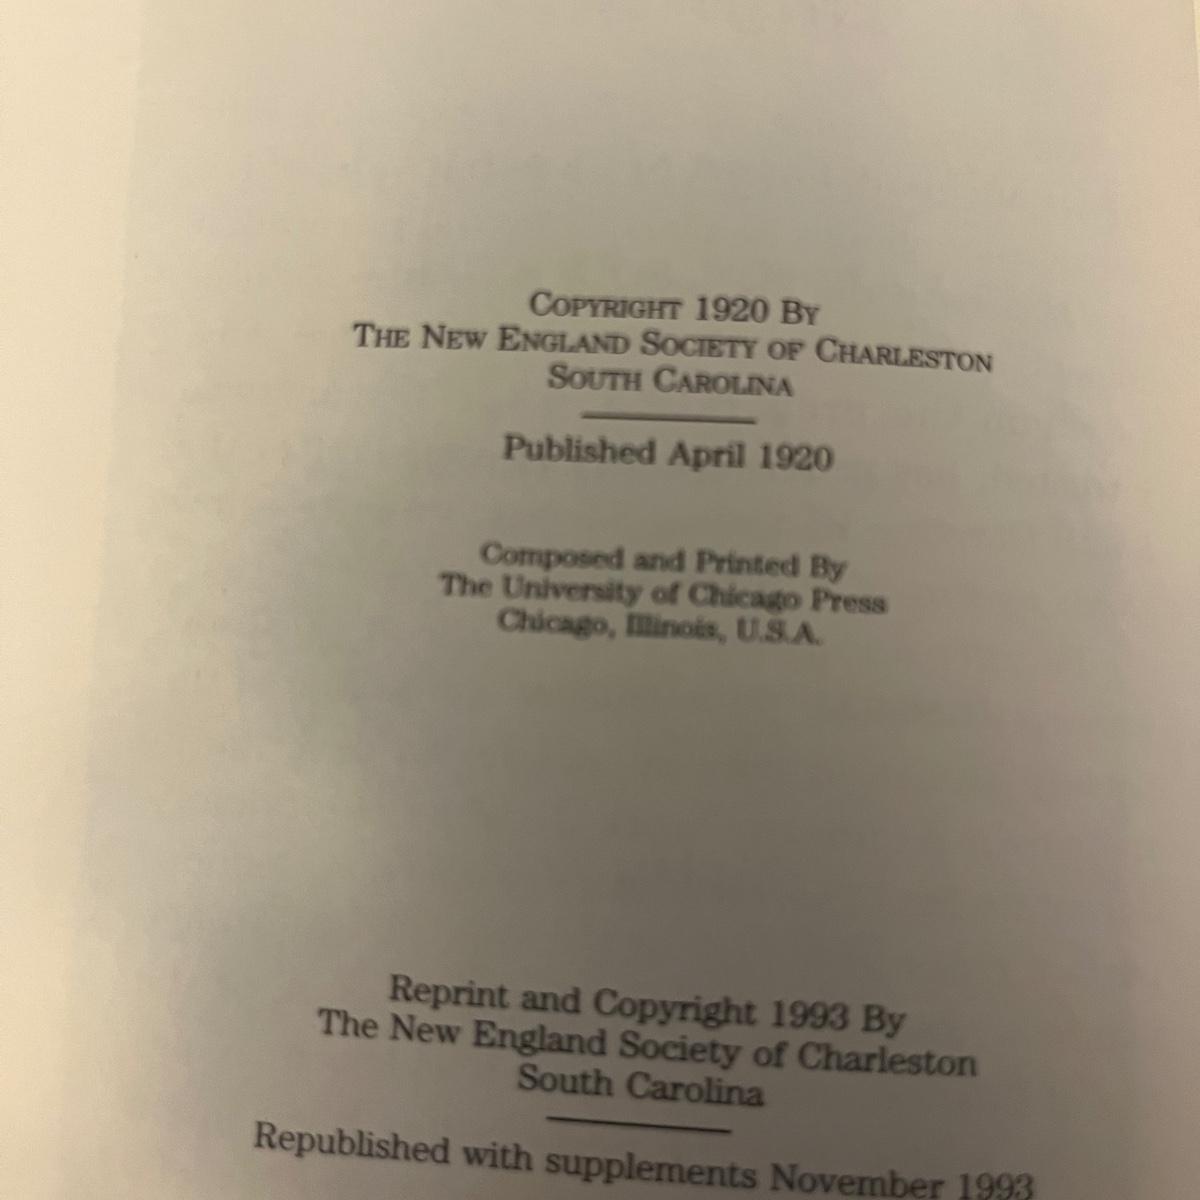 COPYRIGHT 1920 BY
THE NEW ENGLAND SOCIETY OF CHARLESTON
SOUTH CAROLINA
Published April 1920
Composed and Printed By
The University of Chicago Press
Chicago, Illinois, U.S.A.
Reprint and Copyright 1993 By
The New England Society of Charleston
South Carolina
Republished with supplements November 1993